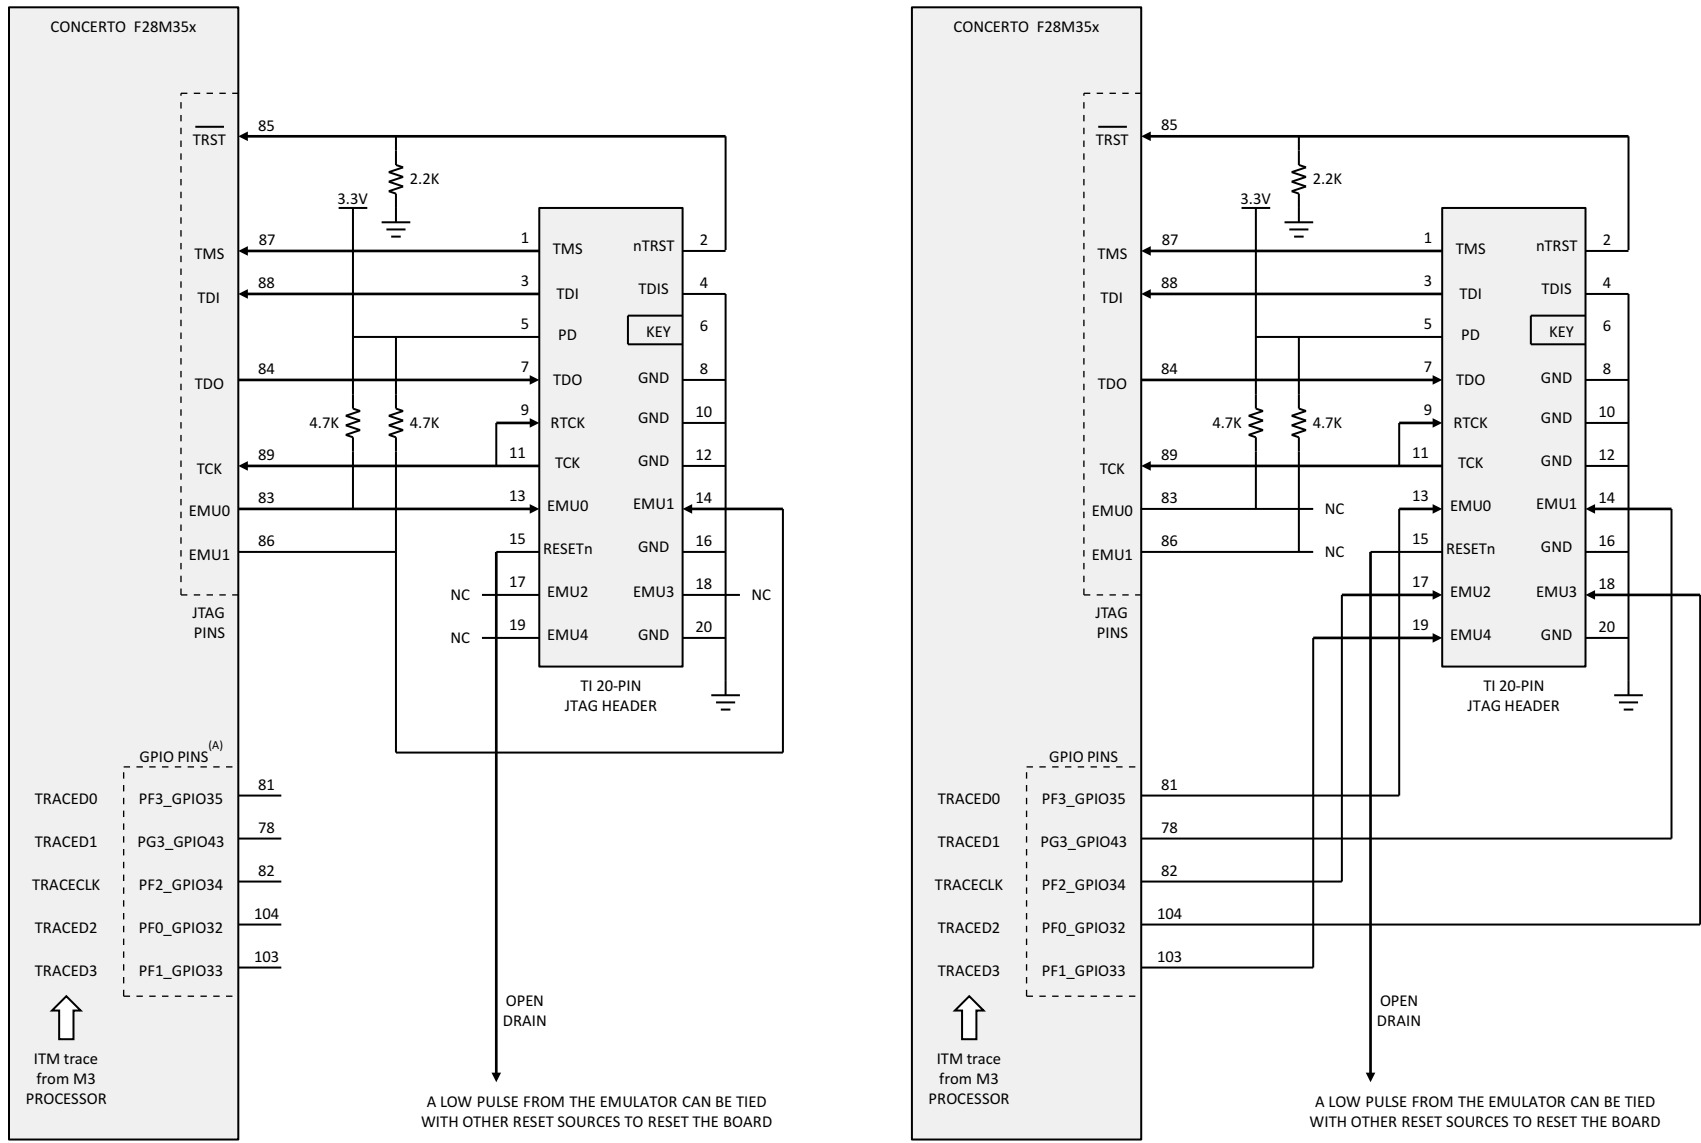 CONCERTO F28M35x
85
TRST
2.2K
3.3V
87
1
TMS
TMS
nTRST
2
88
3
TDI
TDI
TDIS
4
5
PD
KEY
6
84
7
TDO
TDO
GND
8
4.7K
4.7K
9
RTCK
GND
10
89
11
TCK
TCK
GND
12
83
13
EMU0
EMU0
EMU1
14
86
15
EMU1
RESETn
GND
16
NC
17
EMU2
EMU3
18
NC
NC
19
EMU4
GND
20
JTAG
PINS
TI 20-PIN
JTAG HEADER
GPIO PINS(A)
TRACED0
PF3_GPIO35
81
TRACED1
PG3_GPIO43
78
TRACECLK
PF2_GPIO34
82
TRACED2
PF0_GPIO32
104
TRACED3
PF1_GPIO33
103
OPEN
DRAIN
ITM trace
from M3
PROCESSOR
A LOW PULSE FROM THE EMULATOR CAN BE TIED
WITH OTHER RESET SOURCES TO RESET THE BOARD
CONCERTO F28M35x
85
TRST
2.2K
3.3V
87
1
TMS
TMS
nTRST
2
88
3
TDI
TDI
TDIS
4
5
PD
KEY
6
84
7
TDO
TDO
GND
8
4.7K
4.7K
9
RTCK
GND
10
89
11
TCK
TCK
GND
12
83
NC
13
EMU0
EMU0
EMU1
14
86
NC
15
EMU1
RESETn
GND
16
17
EMU2
EMU3
18
19
EMU4
GND
20
JTAG
PINS
TI 20-PIN
JTAG HEADER
GPIO PINS
TRACED0
PF3_GPIO35
81
TRACED1
PG3_GPIO43
78
TRACECLK
PF2_GPIO34
82
TRACED2
PF0_GPIO32
104
TRACED3
PF1_GPIO33
103
OPEN
DRAIN
ITM trace
from M3
PROCESSOR
A LOW PULSE FROM THE EMULATOR CAN BE TIED
WITH OTHER RESET SOURCES TO RESET THE BOARD